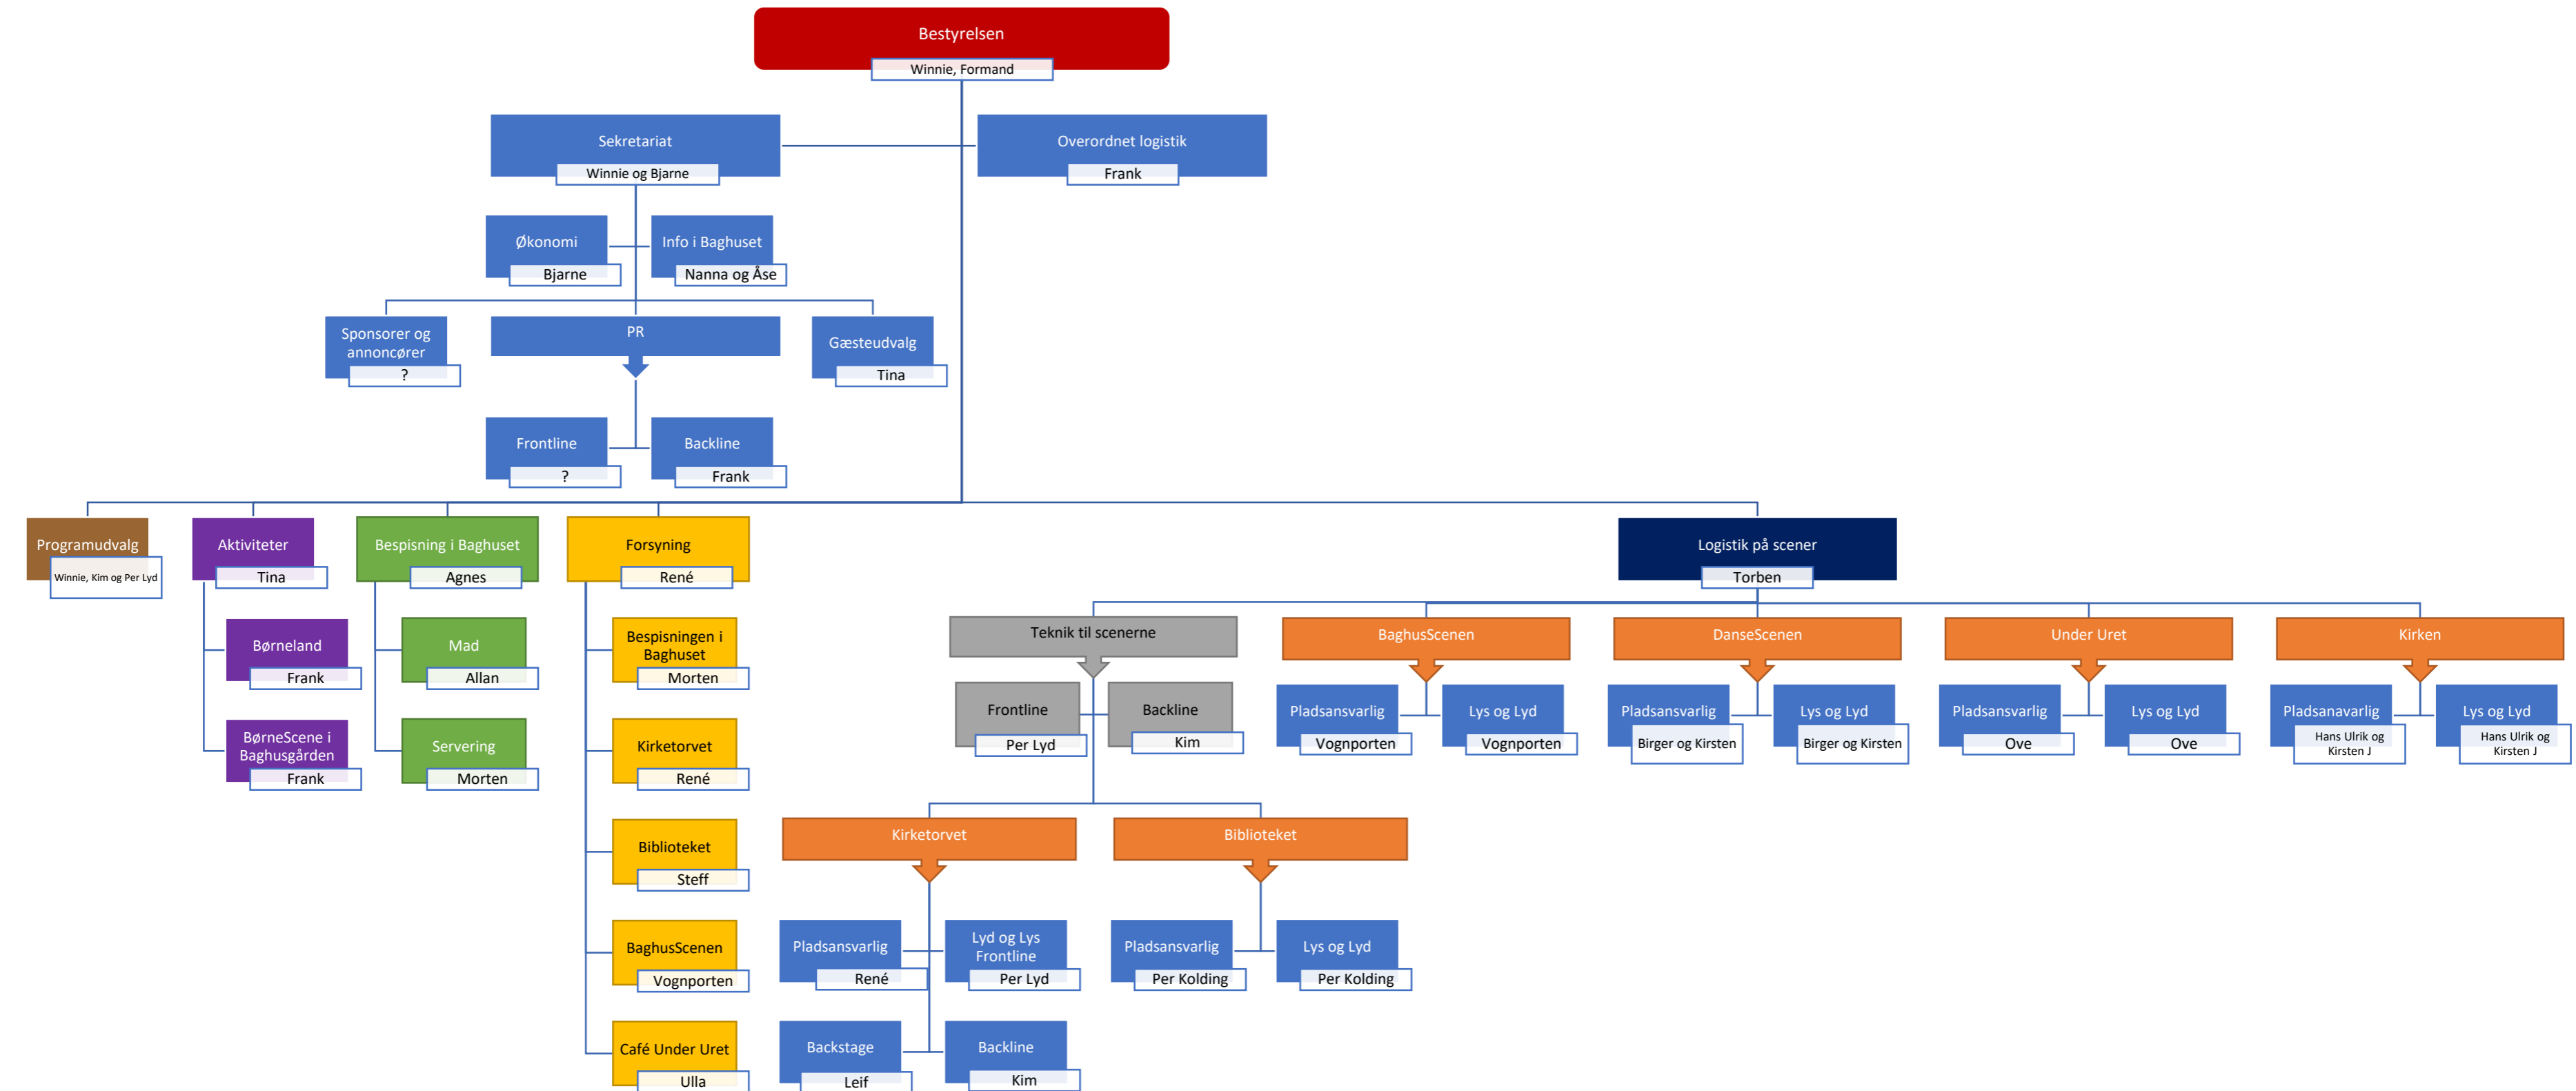 Bestyrelsen
Winnie, Formand
Sekretariat
Winnie og Bjarne
Overordnet logistik
Frank
Økonomi
Bjarne
Info i Baghuset
Nanna og Åse
Sponsorer og
annoncører
?
PR
Gæsteudvalg
Tina
Frontline
?
Backline
Frank
Programudvalg
Winnie, Kim og Per Lyd
Aktiviteter
Tina
Bespisning i Baghuset
Agnes
Forsyning
René
Logistik på scener
Torben
Børneland
Frank
BørneScene i
Baghusgården
Frank
Mad
Allan
Servering
Morten
Bespisningen i
Baghuset
Morten
Kirketorvet
René
Biblioteket
Steff
BaghusScenen
Vognporten
Café Under Uret
Ulla
Teknik til scenerne
Frontline
Per Lyd
Backline
Kim
BaghusScenen
Pladsansvarlig
Vognporten
Lys og Lyd
Vognporten
DanseScenen
Pladsansvarlig
Birger og Kirsten
Lys og Lyd
Birger og Kirsten
Under Uret
Pladsansvarlig
Ove
Lys og Lyd
Ove
Kirken
Pladsanavarlig
Hans Ulrik og
Kirsten J
Lys og Lyd
Hans Ulrik og
Kirsten J
Kirketorvet
Pladsansvarlig
René
Lyd og Lys
Frontline
Per Lyd
Backstage
Leif
Backline
Kim
Biblioteket
Pladsansvarlig
Per Kolding
Lys og Lyd
Per Kolding